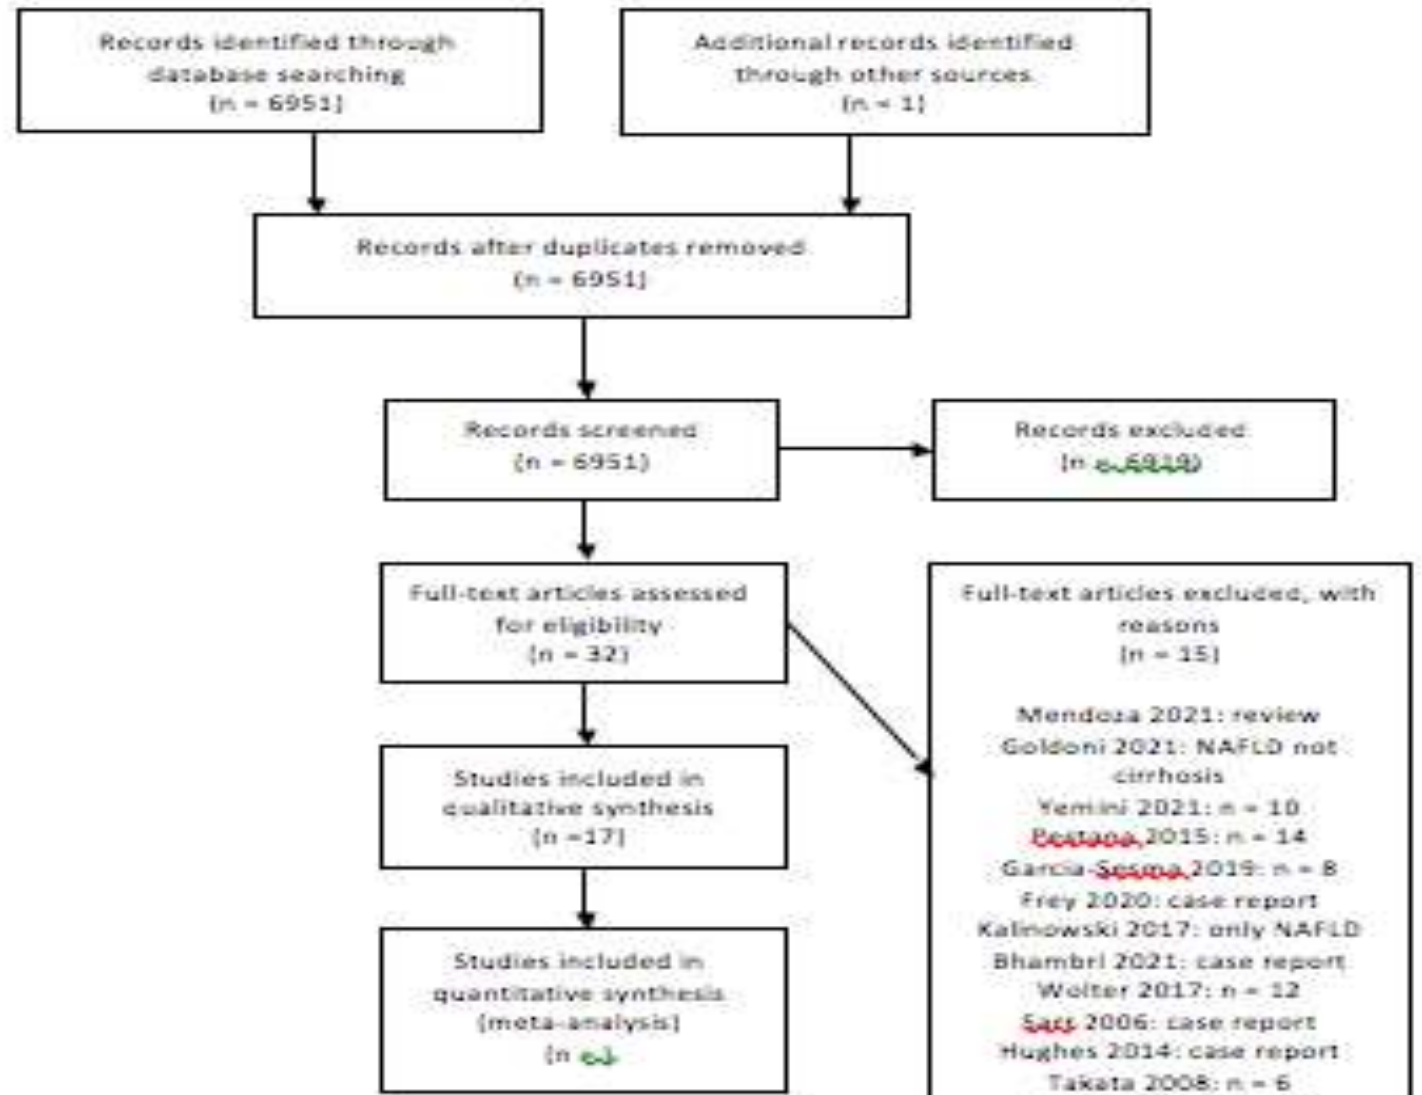 Records identified through
database searching
(n = 6951)
Additional records identified
through other sources
(n = 1)
Records after duplicates removed
(n = 6951)
Records screened
(n = 6951)
Records excluded
(n = 6919)
Full-text articles assessed
for eligibility
(n = 32)
Full-text articles excluded, with
reasons
(n = 15)
Mendoza 2021: review
Goldoni 2021: NAFLD not
cirrhosis
Yemini 2021: n = 10
Pestana 2015: n = 14
Garcia-Sesma 2019: n = 8
Frey 2020: case report
Kalinowski 2017: only NAFLD
Bhambri 2021: case report
Wolter 2017: n = 12
2006: case report
Hughes 2014: case report
Takata 2008: n = 6
Studies included in
qualitative synthesis
(n =17)
Studies included in
quantitative synthesis
(meta-analysis)
(n = )